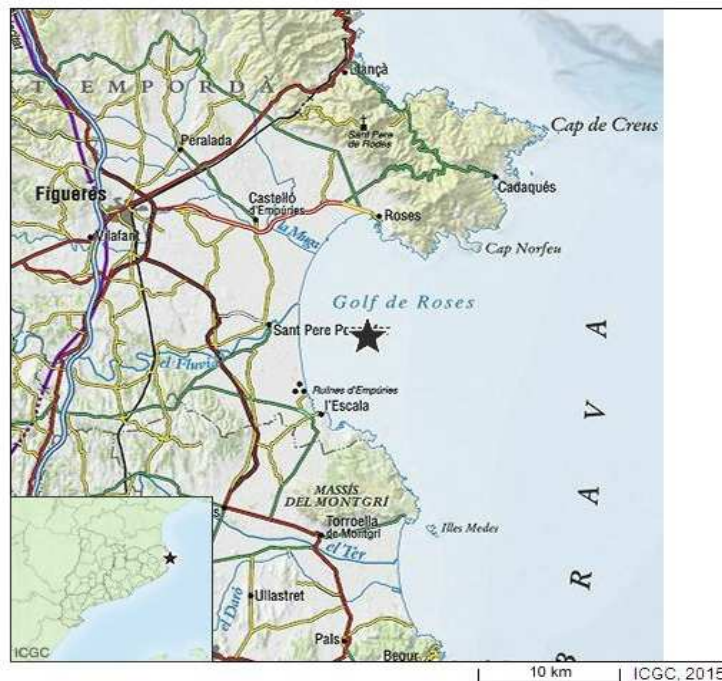 Llançà
ALT EMPORDÀ
Sant Pere
de Rodes
Cap de Creus
Peralada
Cadaqués
Figueres
Castelló
d'Empúries
Roses
Vilafant
la Muga
Cap Norfeu
Golf de Roses
Sant Pere
el Fluvià
Ruïnes d'Empúries
l'Escala
BRAVA
MASSÍS
DEL MONTGRÍ
Illes Medes
Torroella
de Montgrí
el Ter
el Daró
Ullastret
Pals
Begur
ICGC
10 km
ICGC, 2015